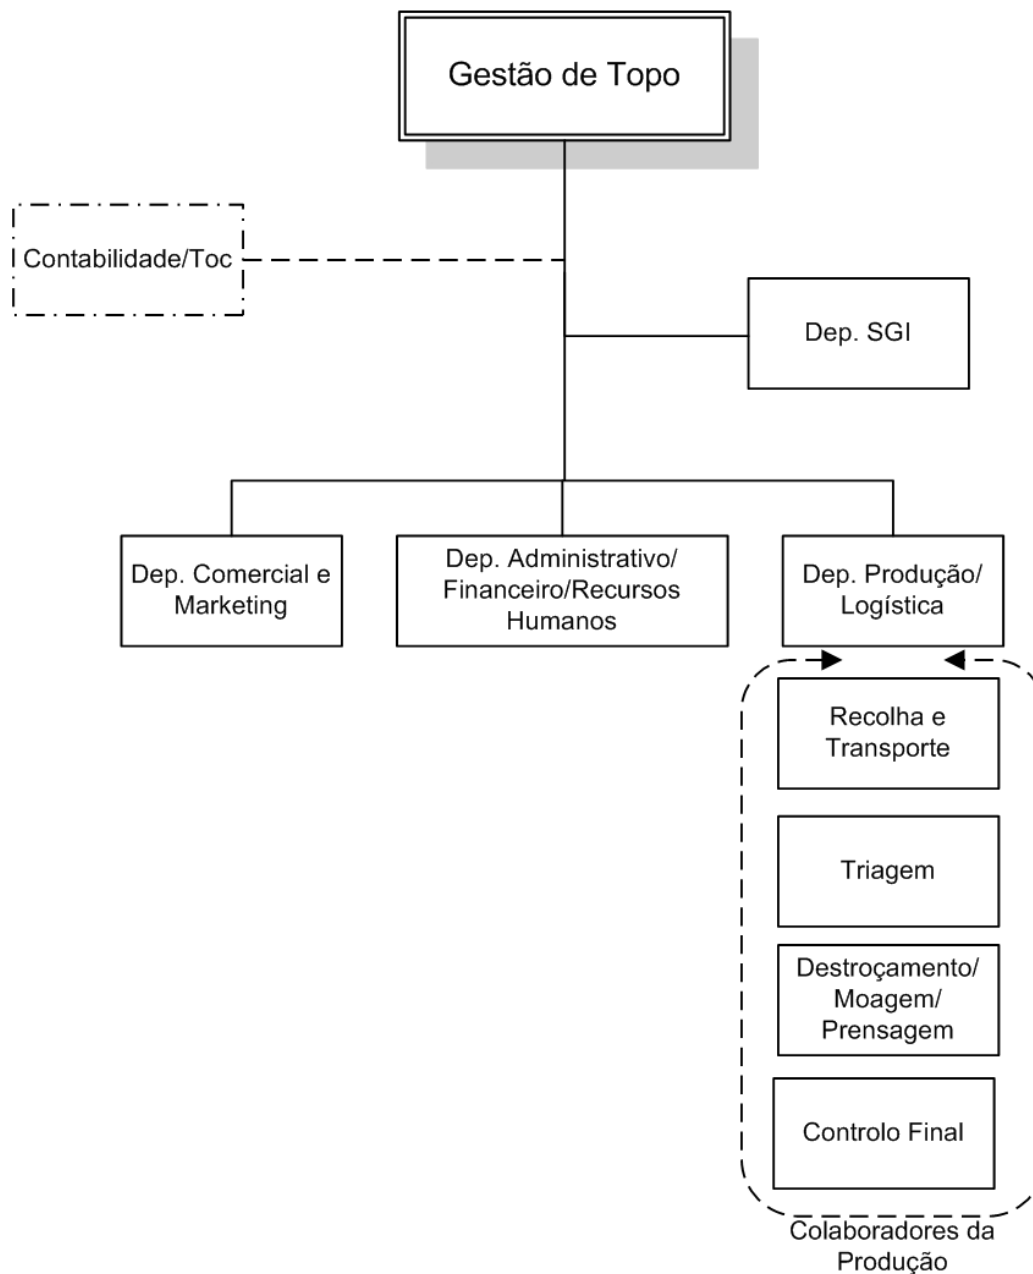 Gestão de Topo
Contabilidade/Toc
Dep. SGI
Dep. Comercial e
Marketing
Dep. Administrativo/
Financeiro/Recursos
Humanos
Dep. Produção/
Logística
Recolha e
Transporte
Triagem
Destroçamento/
Moagem/
Prensagem
Controlo Final
Colaboradores da
Produção